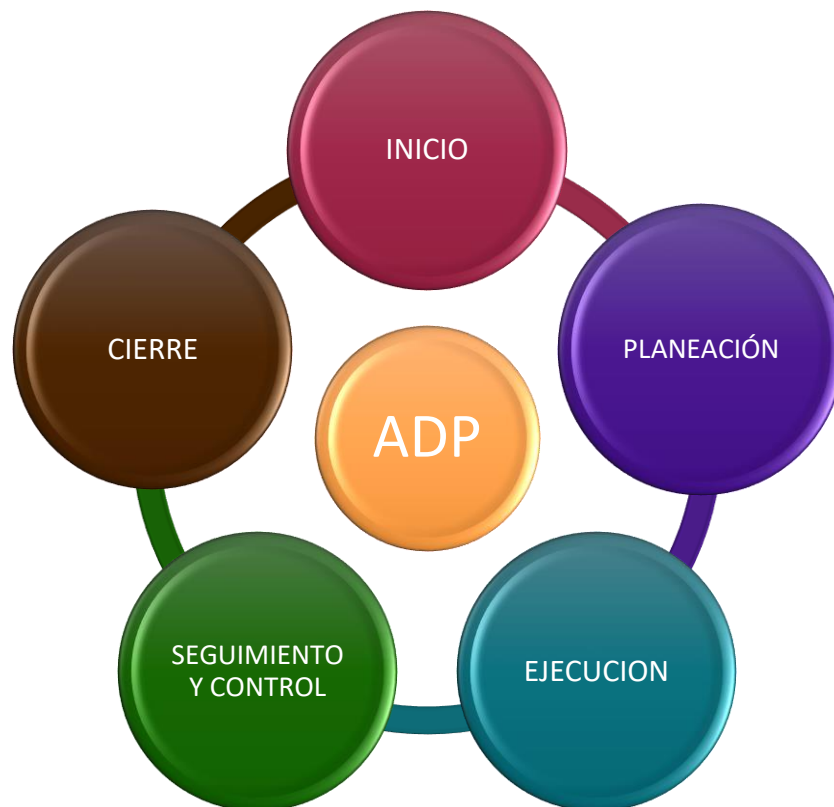 INICIO
PLANEACIÓN
EJECUCION
SEGUIMIENTO
Y CONTROL
CIERRE
ADP